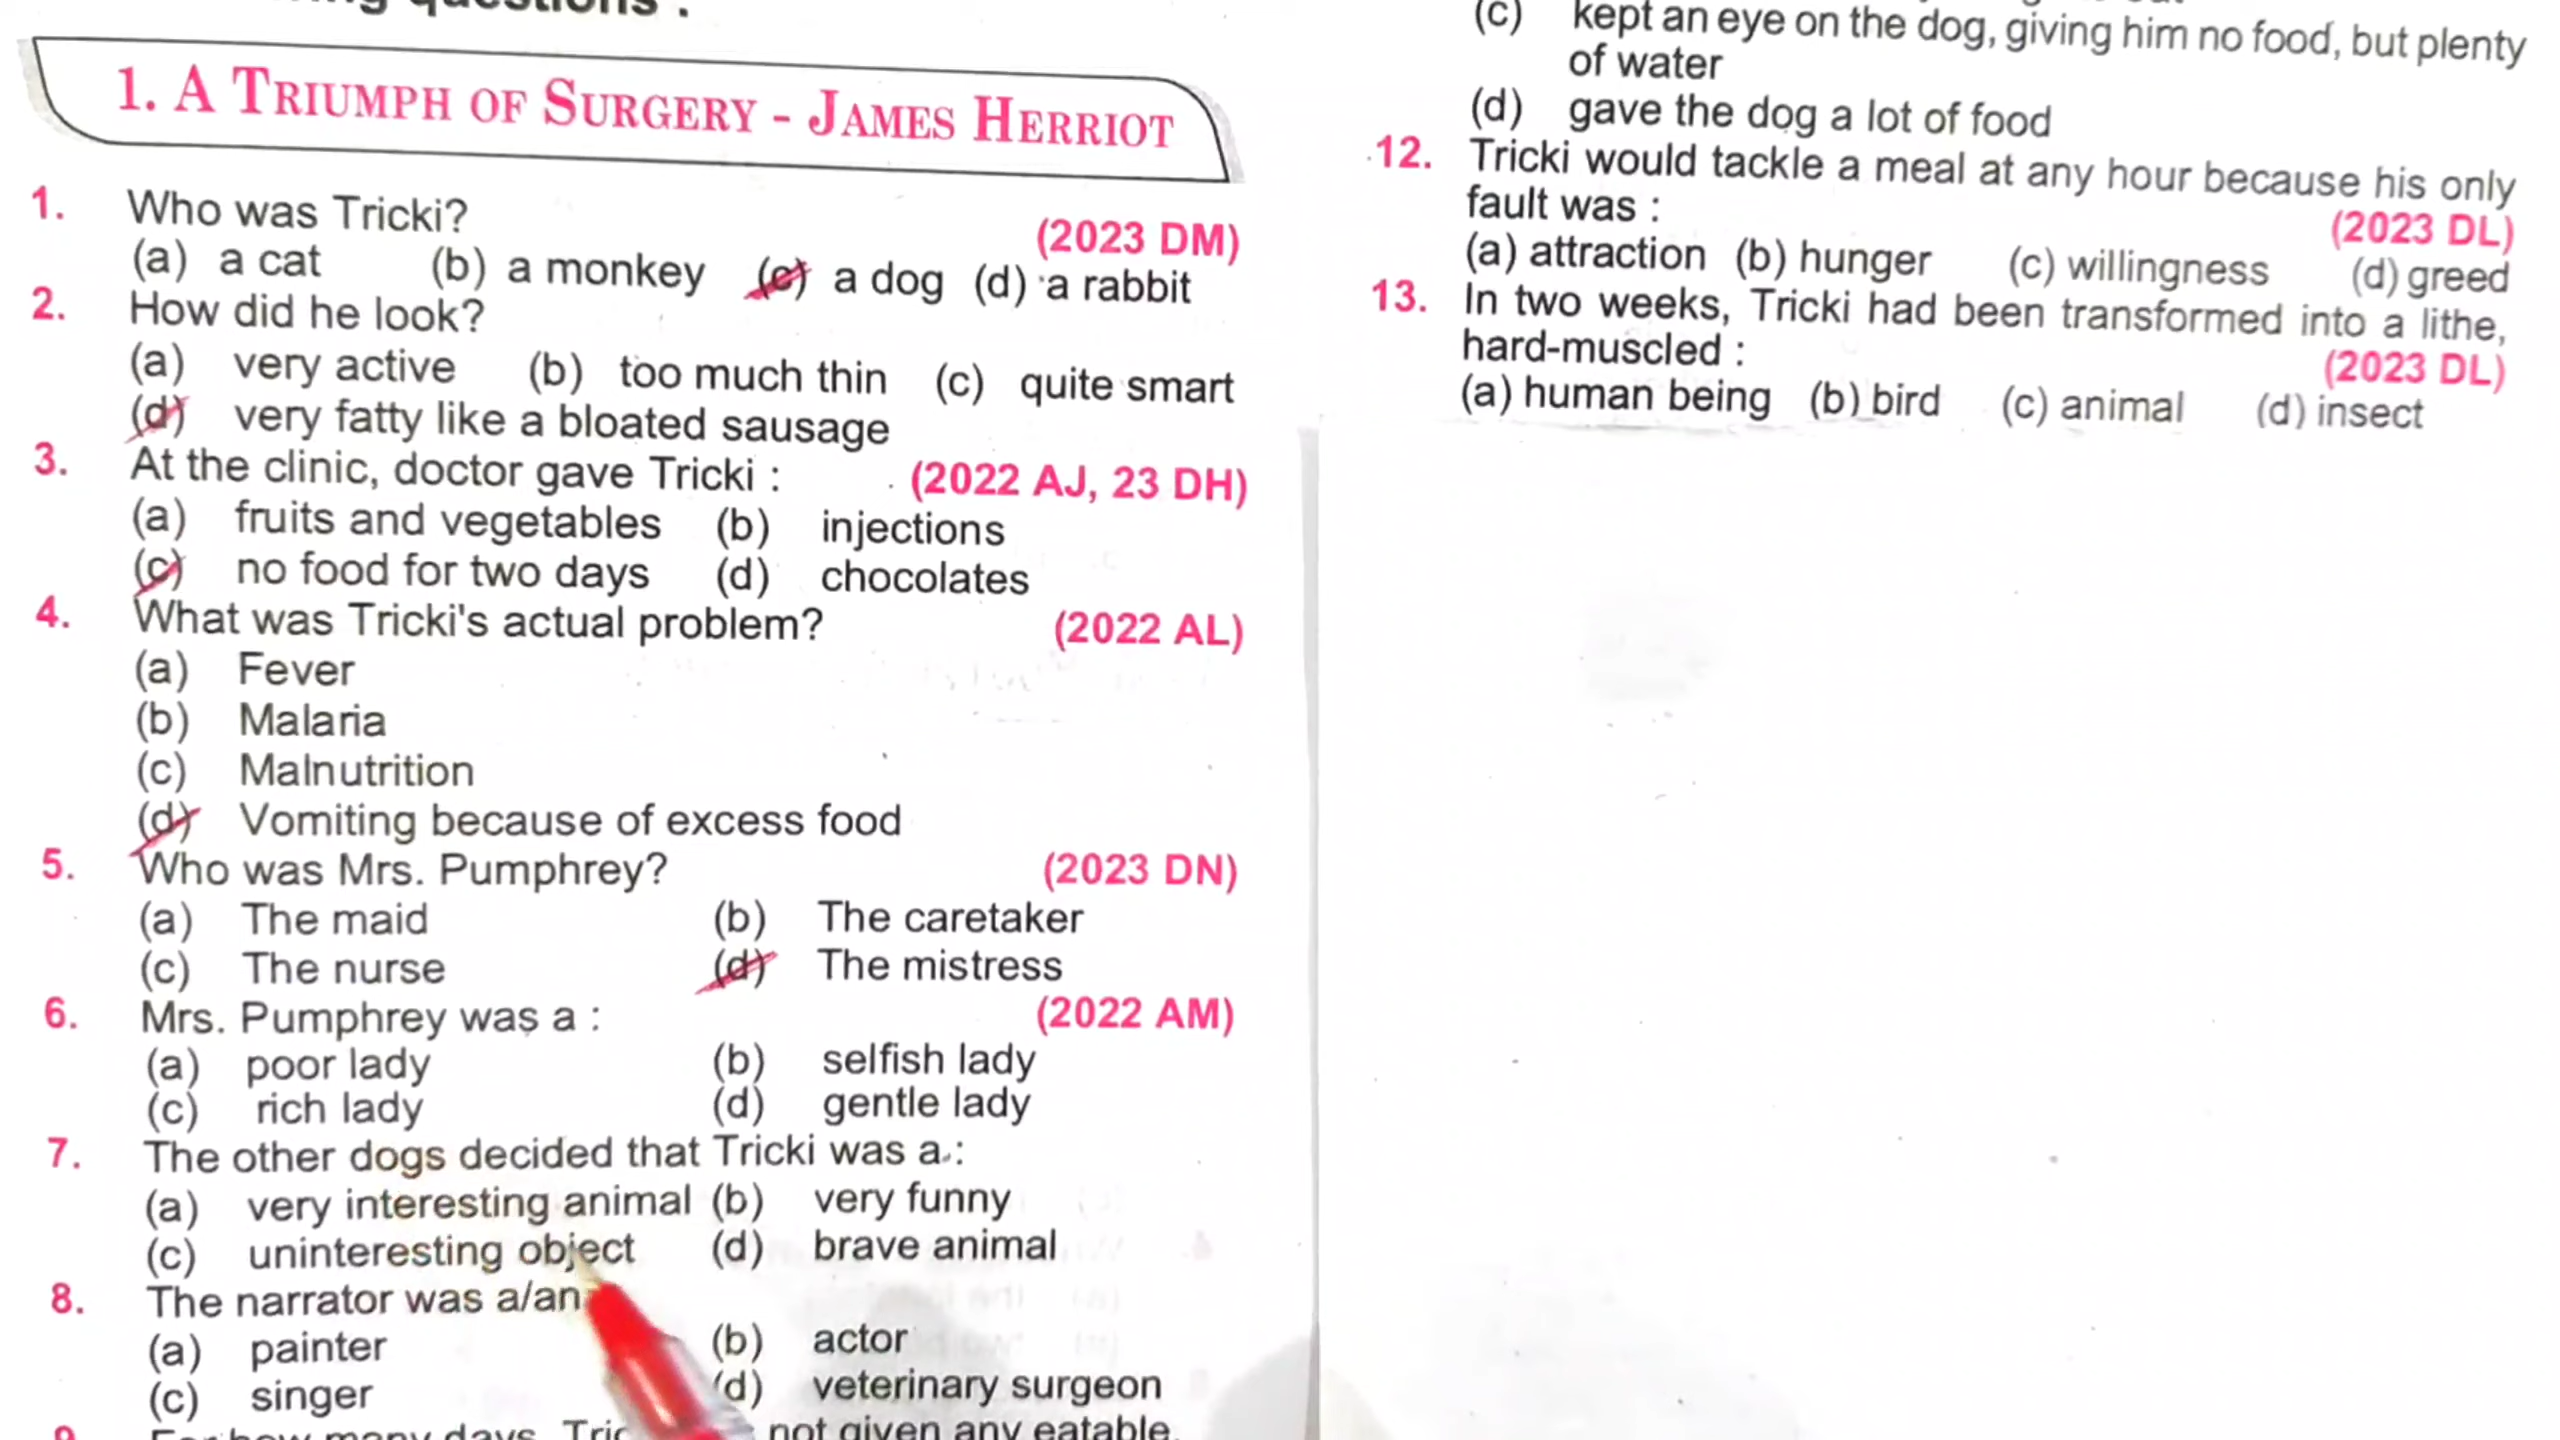 questions :
1. A TRIUMPH OF SURGERY - JAMES HERRIOT
1. Who was Tricki? (2023 DM)
(a) a cat (b) a monkey (c) a dog (d) a rabbit
2. How did he look?
(a) very active (b) too much thin (c) quite smart
(d) very fatty like a bloated sausage
3. At the clinic, doctor gave Tricki : (2022 AJ, 23 DH)
(a) fruits and vegetables (b) injections
(c) no food for two days (d) chocolates
4. What was Tricki's actual problem? (2022 AL)
(a) Fever
(b) Malaria
(c) Malnutrition
(d) Vomiting because of excess food
5. Who was Mrs. Pumphrey? (2023 DN)
(a) The maid (b) The caretaker
(c) The nurse (d) The mistress
6. Mrs. Pumphrey was a : (2022 AM)
(a) poor lady (b) selfish lady
(c) rich lady (d) gentle lady
7. The other dogs decided that Tricki was a :
(a) very interesting animal (b) very funny
(c) uninteresting object (d) brave animal
8. The narrator was a/an
(a) painter (b) actor
(c) singer (d) veterinary surgeon
9. For how many days, not given any eatable.
(c) kept an eye on the dog, giving him no food, but plenty
of water
(d) gave the dog a lot of food
12. Tricki would tackle a meal at any hour because his only
fault was : (2023 DL)
(a) attraction (b) hunger (c) willingness (d) greed
13. In two weeks, Tricki had been transformed into a lithe,
hard-muscled : (2023 DL)
(a) human being (b) bird (c) animal (d) insect